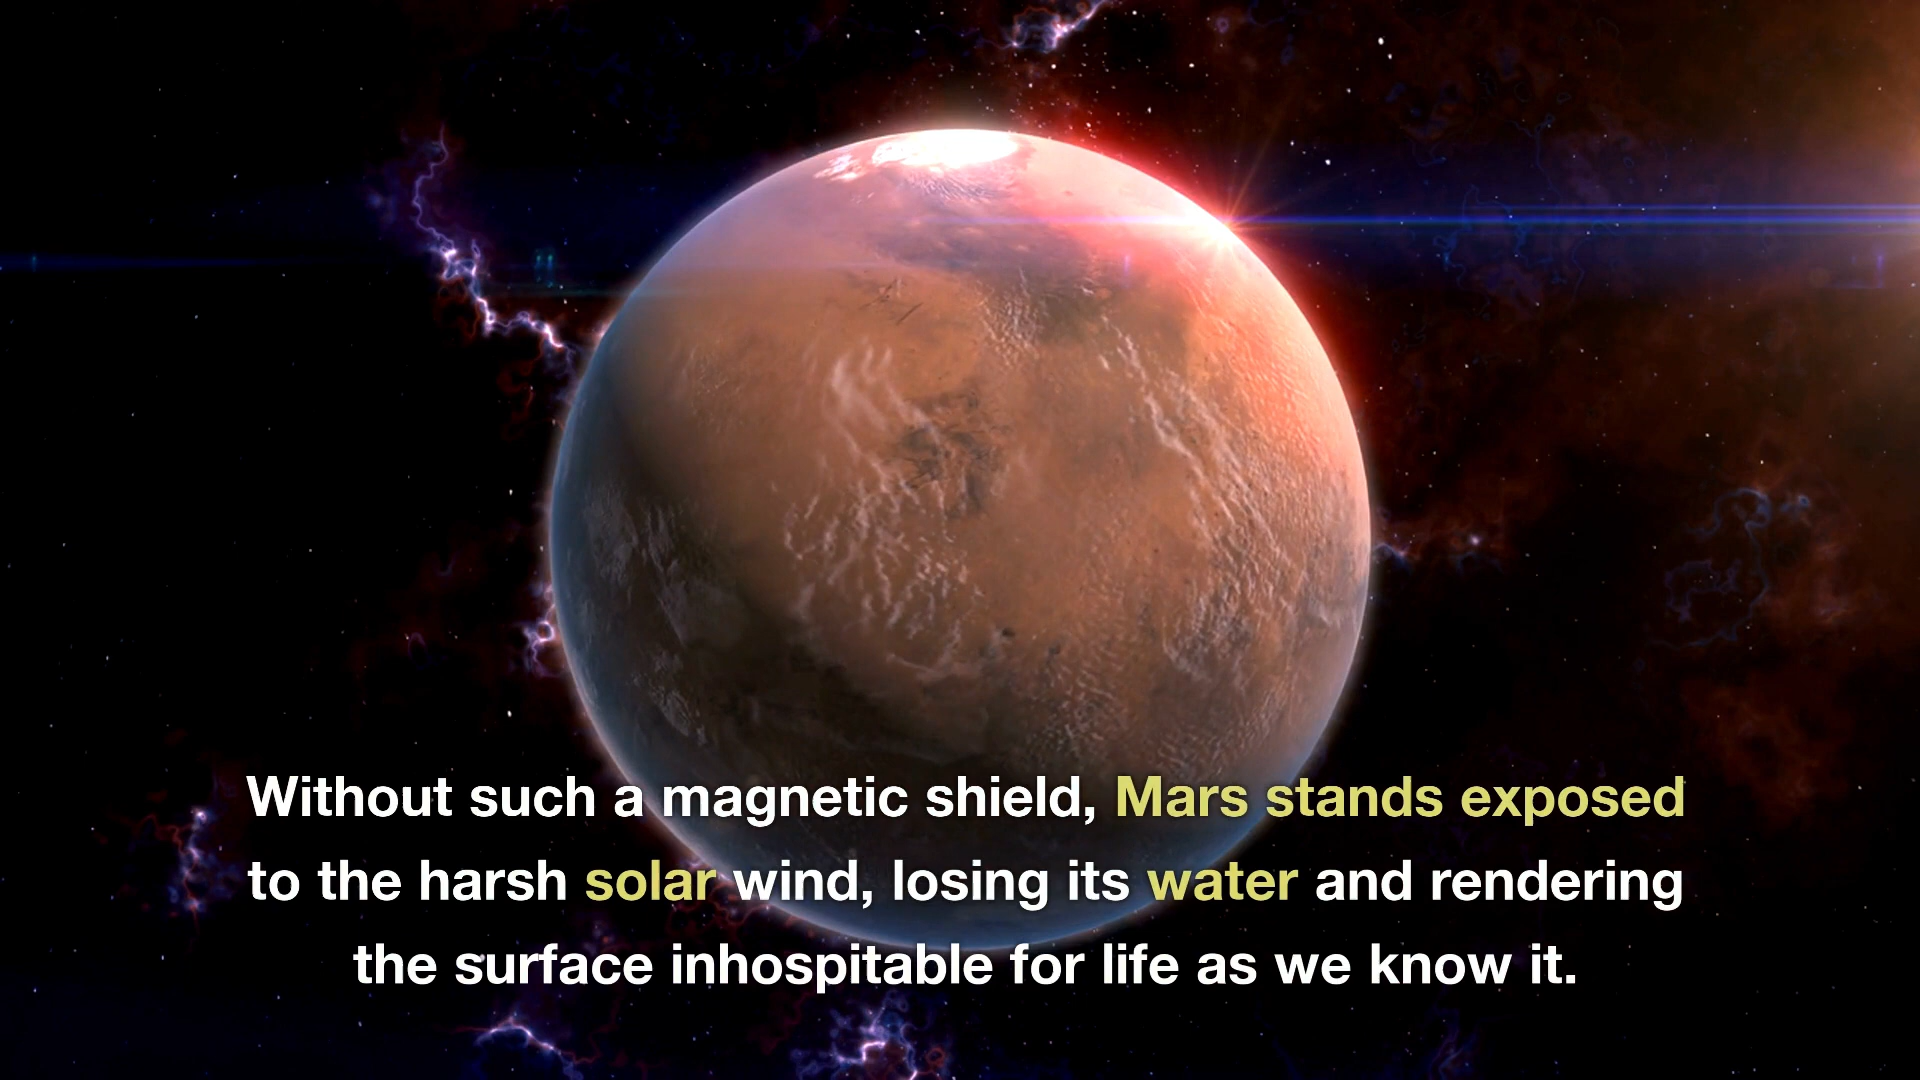 Without such a magnetic shield, Mars stands exposed
to the harsh solar wind, losing its water and rendering
the surface inhospitable for life as we know it.